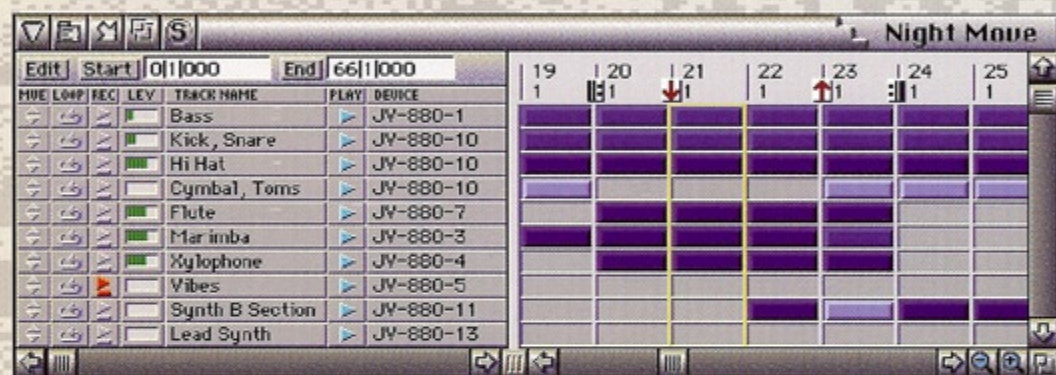 S Night Move
Edit Start 0|1|000 End 66|1|000
19 20 21 22 23 24 25
1 1 1 1 1 1 1
MVE LOOP REC LEV TRACK NAME PLAY DEVICE
Bass JV-880-1
Kick, Snare JV-880-10
Hi Hat JV-880-10
Cymbal, Toms JV-880-10
Flute JV-880-7
Marimba JV-880-3
Xylophone JV-880-4
Vibes JV-880-5
Synth B Section JV-880-11
Lead Synth JV-880-13